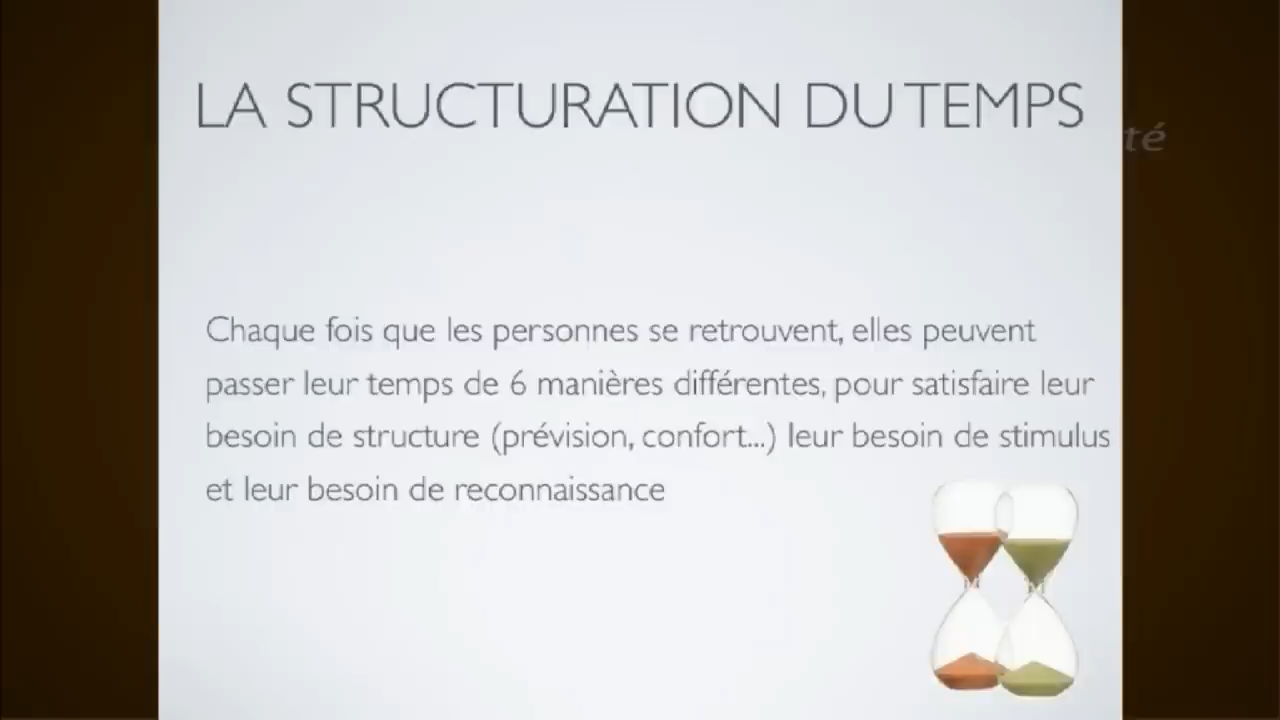 LA STRUCTURATION DU TEMPS
té
Chaque fois que les personnes se retrouvent, elles peuvent
passer leur temps de 6 manières différentes, pour satisfaire leur
besoin de structure (prévision, confort...) leur besoin de stimulus
et leur besoin de reconnaissance